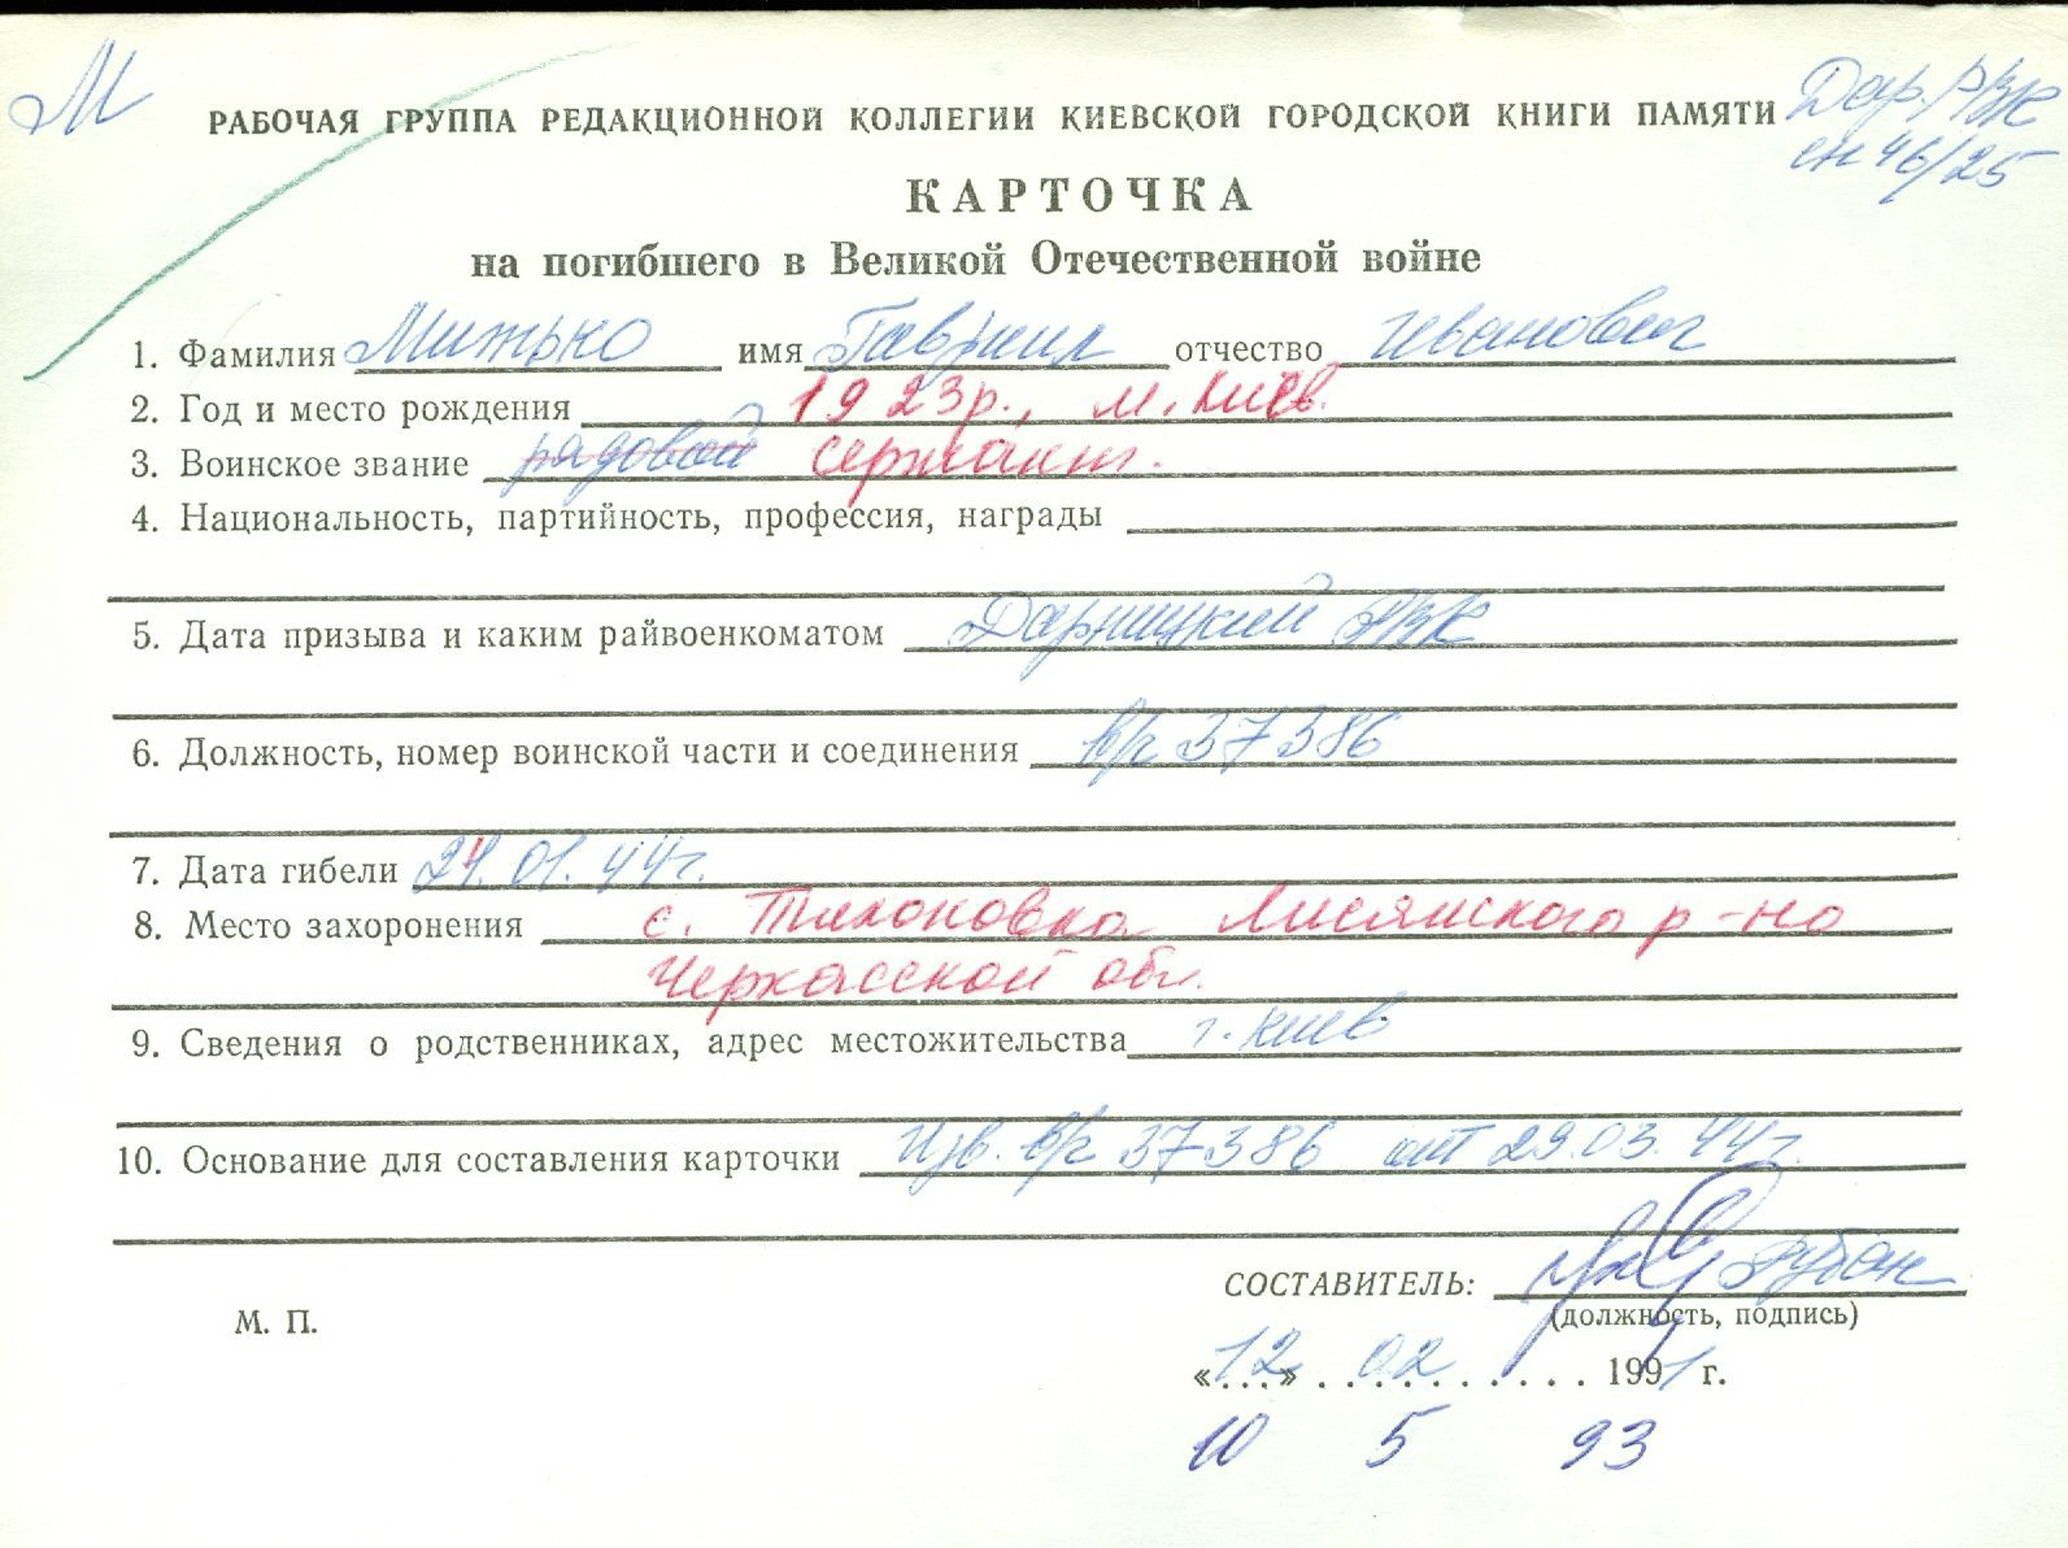 М
Дар. РВК
сп 46/25
РАБОЧАЯ ГРУППА РЕДАКЦИОННОЙ КОЛЛЕГИИ КИЕВСКОЙ ГОРОДСКОЙ КНИГИ ПАМЯТИ
КАРТОЧКА
на погибшего в Великой Отечественной войне
1. Фамилия Митько имя Гавриил отчество Иванович
2. Год и место рождения 1923р., м. Київ.
3. Воинское звание рядовой сержант.
4. Национальность, партийность, профессия, награды
5. Дата призыва и каким райвоенкоматом Дарницкий РВК
6. Должность, номер воинской части и соединения в/ч 37386
7. Дата гибели 24.01.44г.
8. Место захоронения с. Тихоновка Лисянского р-на
Черкасской обл.
9. Сведения о родственниках, адрес местожительства г. Киев
10. Основание для составления карточки Изв. в/ч 37386 от 29.03.44г.
СОСТАВИТЕЛЬ: Рубан
(должность, подпись)
М. П.
«12» 02 1991 г.
10 5 93